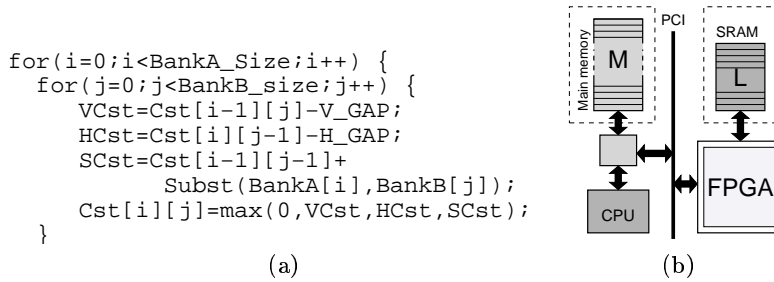 for(i=0;i<BankA_Size;i++) {
for(j=0;j<BankB_size;j++) {
VCst=Cst[i-1][j]-V_GAP;
HCst=Cst[i][j-1]-H_GAP;
SCst=Cst[i-1][j-1]+
Subst(BankA[i],BankB[j]);
Cst[i][j]=max(0,VCst,HCst,SCst);
}
(a)
PCI
Main memory
M
SRAM
L
FPGA
CPU
(b)